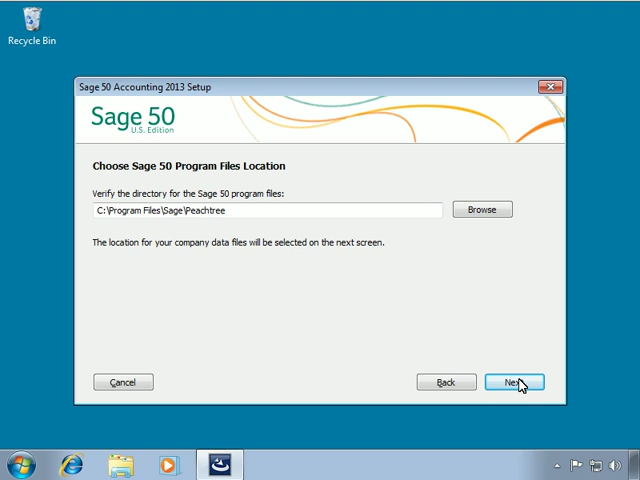 Recycle Bin
Sage 50 Accounting 2013 Setup
Sage 50
U.S. Edition
Choose Sage 50 Program Files Location
Verify the directory for the Sage 50 program files:
C:\Program Files\Sage\Peachtree
Browse
The location for your company data files will be selected on the next screen.
Cancel
Back
Next